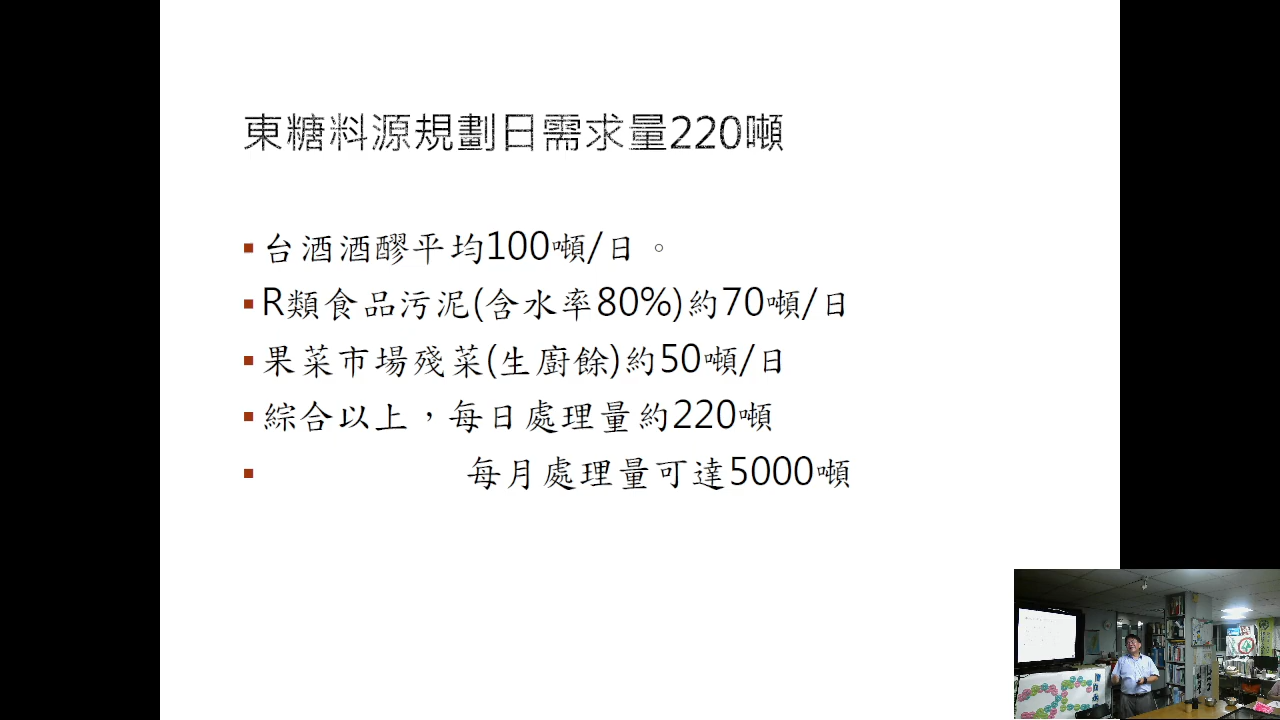 東糖料源規劃日需求量220噸
台酒酒醪平均100噸/日。
R類食品污泥(含水率80%)約70噸/日
果菜市場殘菜(生廚餘)約50噸/日
綜合以上，每日處理量約220噸
每月處理量可達5000噸